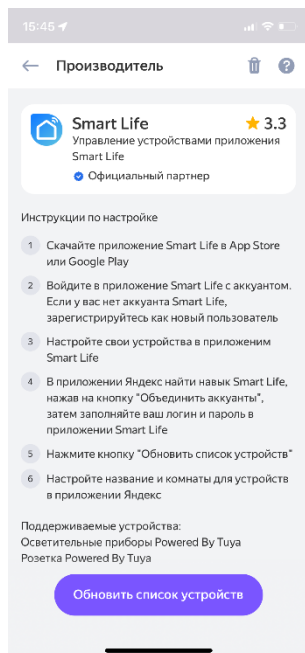 15:45
Производитель
Smart Life
3.3
Управление устройствами приложения
Smart Life
Официальный партнер
Инструкции по настройке
1 Скачайте приложение Smart Life в App Store
или Google Play
2 Войдите в приложение Smart Life с аккаунтом.
Если у вас нет аккуанта Smart Life,
зарегистрируйтесь как новый пользователь
3 Настройте свои устройства в приложеним
Smart Life
4 В приложении Яндекс найти навык Smart Life,
нажав на кнопку "Объединить аккуанты",
затем заполняйте ваш логин и пароль в
приложении Smart Life
5 Нажмите кнопку "Обновить список устройств"
6 Настройте название и комнаты для устройств
в приложении Яндекс
Поддерживаемые устройства:
Осветительные приборы Powered By Tuya
Розетка Powered By Tuya
Обновить список устройств